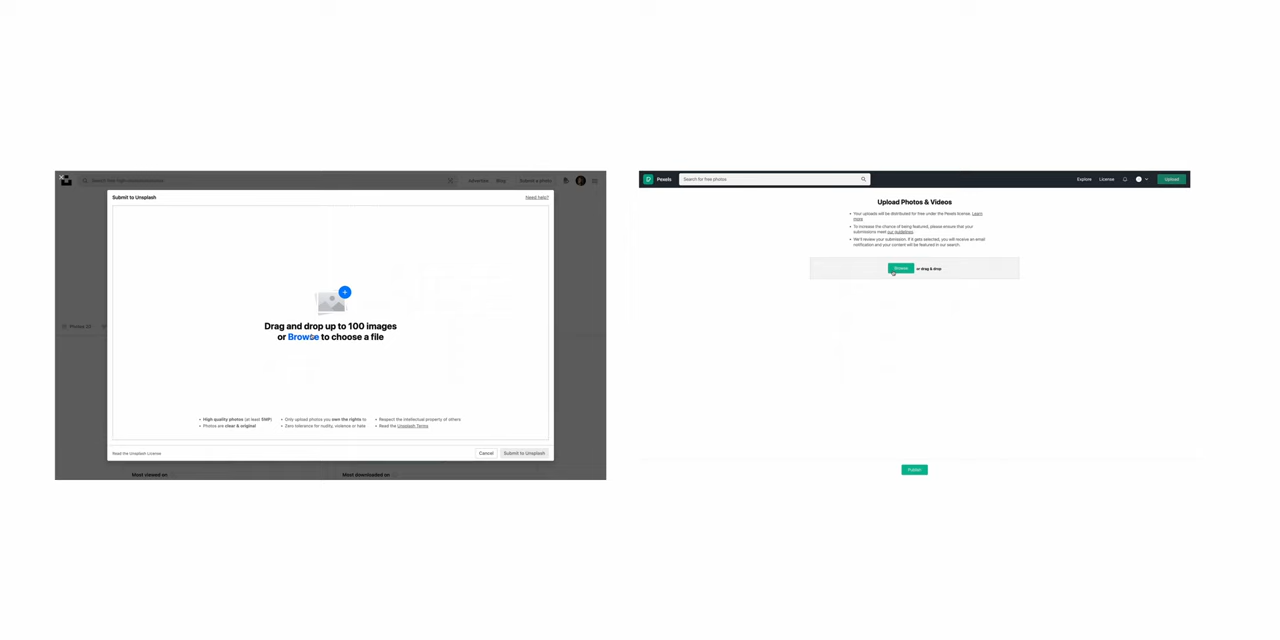 Advertise
Blog
Submit a photo
Submit to Unsplash
Need help?
Drag and drop up to 100 images
or Browse to choose a file
High quality photos (at least 5MP)
Only upload photos you own the rights to
Respect the intellectual property of others
Photos are clear & original
Zero tolerance for nudity, violence or hate
Read the Unsplash Terms
Read the Unsplash License
Cancel
Submit to Unsplash
Most viewed on
Most downloaded on
Pexels
Search for free photos
Explore
License
Upload
Upload Photos & Videos
Your uploads will be distributed for free under the Pexels license. Learn
more
To increase the chance of being featured, please ensure that your
submissions meet our guidelines.
We'll review your submission. If it gets selected, you will receive an email
notification and your content will be featured in our search.
Browse or drag & drop
Publish